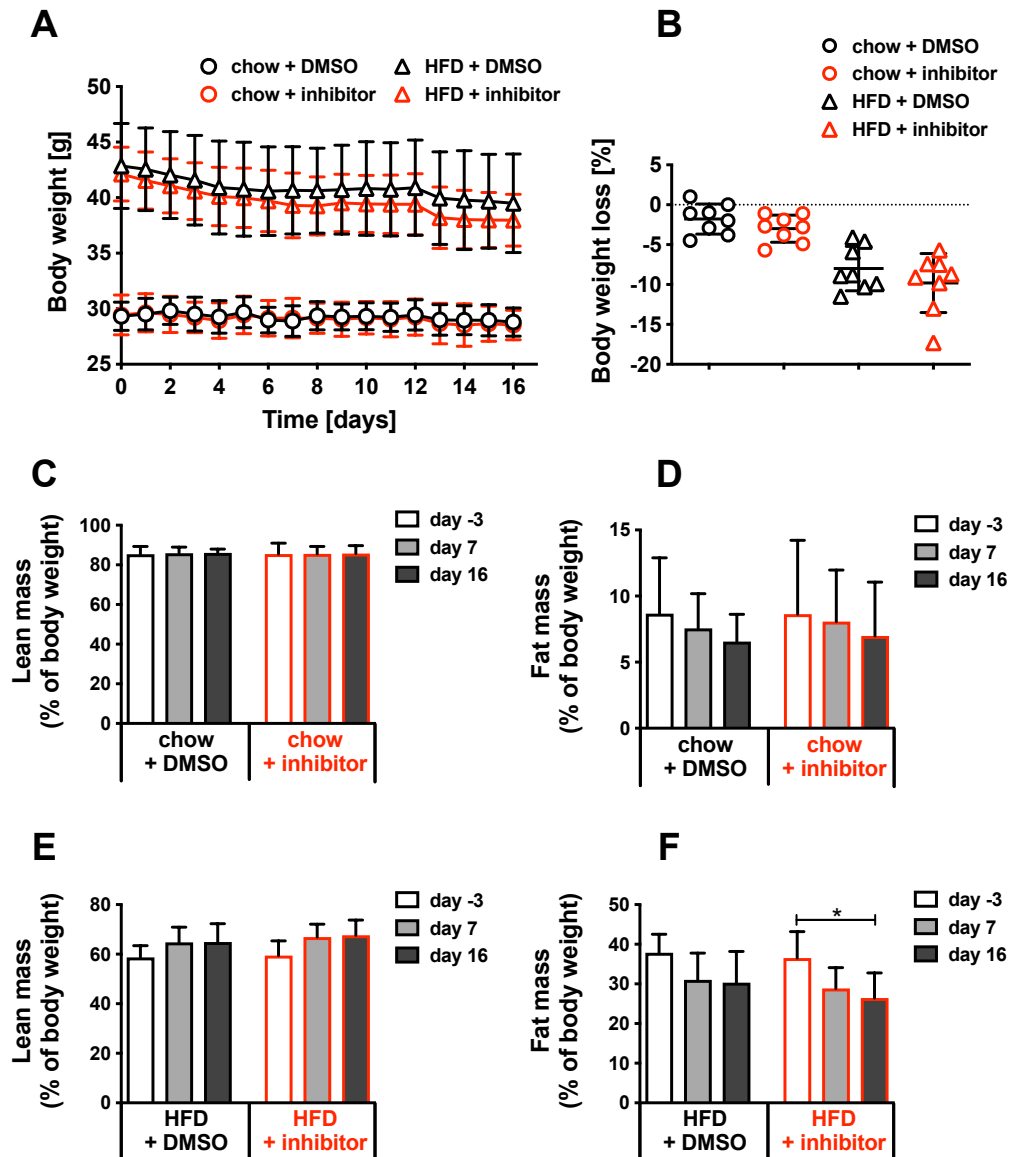 A
chow + DMSO
HFD + DMSO
chow + inhibitor
HFD + inhibitor
Body weight [g]
50
45
40
35
30
25
0
2
4
6
8
10
12
14
16
Time [days]
B
chow + DMSO
chow + inhibitor
HFD + DMSO
HFD + inhibitor
Body weight loss [%]
5
0
-5
-10
-15
-20
C
day -3
day 7
day 16
Lean mass
(% of body weight)
100
80
60
40
20
0
chow
+ DMSO
chow
+ inhibitor
D
day -3
day 7
day 16
Fat mass
(% of body weight)
15
10
5
0
chow
+ DMSO
chow
+ inhibitor
E
day -3
day 7
day 16
Lean mass
(% of body weight)
80
60
40
20
0
HFD
+ DMSO
HFD
+ inhibitor
F
day -3
day 7
day 16
Fat mass
(% of body weight)
50
40
30
20
10
0
*
HFD
+ DMSO
HFD
+ inhibitor